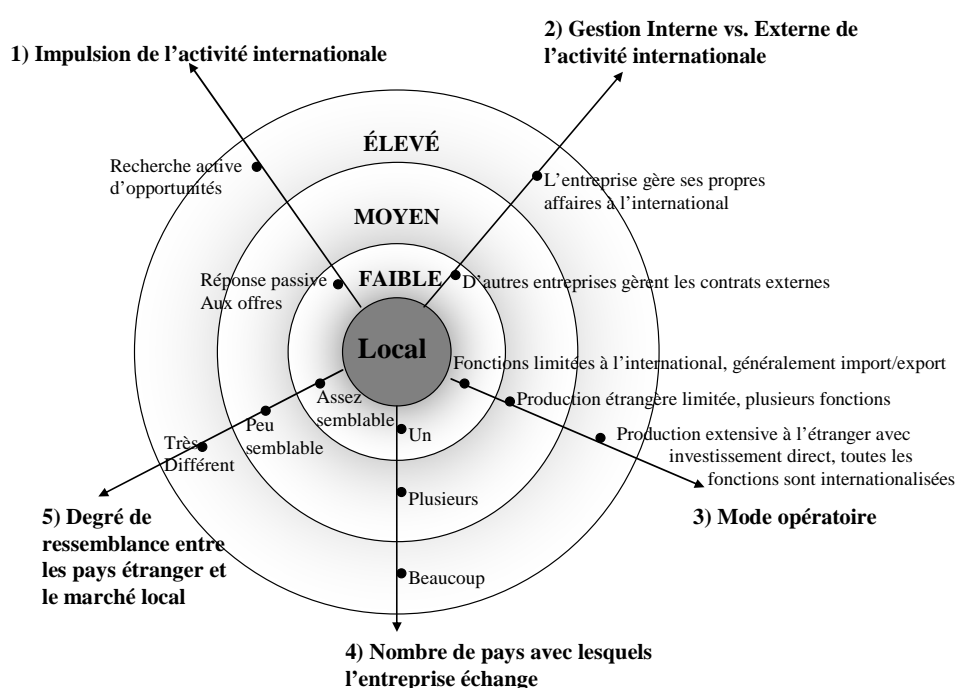 1) Impulsion de l'activité internationale
2) Gestion Interne vs. Externe de
l'activité internationale
ÉLEVÉ
Recherche active
d'opportunités
L'entreprise gère ses propres
affaires à l'international
MOYEN
FAIBLE
Réponse passive
Aux offres
D'autres entreprises gèrent les contrats externes
Local
Fonctions limitées à l'international, généralement import/export
Production étrangère limitée, plusieurs fonctions
Production extensive à l'étranger avec
investissement direct, toutes les
fonctions sont internationalisées
3) Mode opératoire
Assez
semblable
Peu
semblable
Très
Différent
5) Degré de
ressemblance entre
les pays étranger et
le marché local
Un
Plusieurs
Beaucoup
4) Nombre de pays avec lesquels
l'entreprise échange